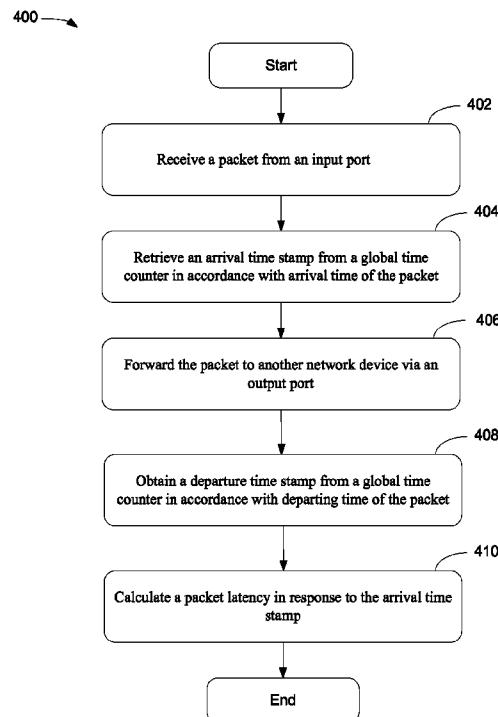 400
Start
402
Receive a packet from an input port
404
Retrieve an arrival time stamp from a global time
counter in accordance with arrival time of the packet
406
Forward the packet to another network device via an
output port
408
Obtain a departure time stamp from a global time
counter in accordance with departing time of the packet
410
Calculate a packet latency in response to the arrival time
stamp
End